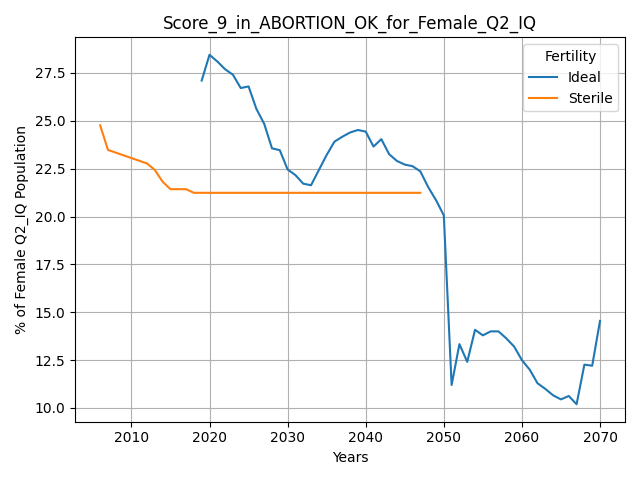 Score_9_in_ABORTION_OK_for_Female_Q2_IQ
Fertility
Ideal
Sterile
% of Female Q2_IQ Population
27.5
25.0
22.5
20.0
17.5
15.0
12.5
10.0
2010 2020 2030 2040 2050 2060 2070
Years